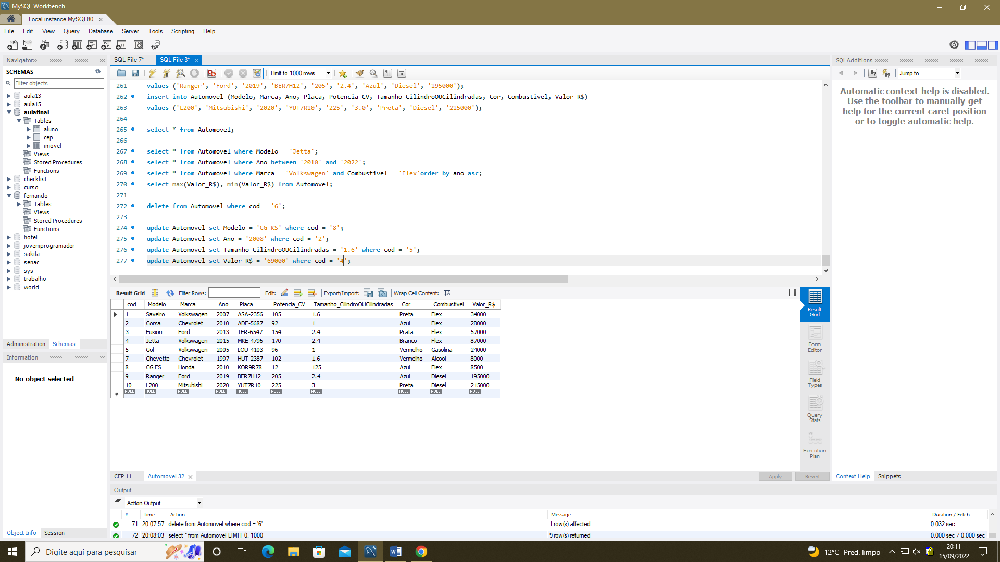 MySQL Workbench
Local instance MySQL80
File Edit View Query Database Server Tools Scripting Help
Navigator
SCHEMAS
Filter objects
aula13
aula15
aulafinal
Tables
aluno
cep
imovel
Views
Stored Procedures
Functions
checklist
curso
fernando
Tables
Views
Stored Procedures
Functions
hotel
jovemprogramador
sakila
senac
sys
trabalho
world
Administration Schemas
Information
No object selected
Object Info Session
SQL File 7* SQL File 3*
Limit to 1000 rows
261 values ('Ranger', 'Ford', '2019', 'BER7H12', '205', '2.4', 'Azul', 'Diesel', '195000');
262 insert into Automovel (Modelo, Marca, Ano, Placa, Potencia_CV, Tamanho_CilindroOUCilindradas, Cor, Combustivel, Valor_R$)
263 values ('L200', 'Mitsubishi', '2020', 'YUT7R10', '225', '3.0', 'Preta', 'Diesel', '215000');
264
265 select * from Automovel;
266
267 select * from Automovel where Modelo = 'Jetta';
268 select * from Automovel where Ano between '2010' and '2022';
269 select * from Automovel where Marca = 'Volkswagen' and Combustivel = 'Flex'order by ano asc;
270 select max(Valor_R$), min(Valor_R$) from Automovel;
271
272 delete from Automovel where cod = '6';
273
274 update Automovel set Modelo = 'CG KS' where cod = '8';
275 update Automovel set Ano = '2008' where cod = '2';
276 update Automovel set Tamanho_CilindroOUCilindradas = '1.6' where cod = '5';
277 update Automovel set Valor_R$ = '69000' where cod = '4';
Result Grid Filter Rows: Edit: Export/Import: Wrap Cell Content:
cod Modelo Marca Ano Placa Potencia_CV Tamanho_CilindroOUCilindradas Cor Combustivel Valor_R$
1 Saveiro Volkswagen 2007 ASA-2356 105 1.6 Preta Flex 34000
2 Corsa Chevrolet 2010 ADE-5687 92 1 Azul Flex 28000
3 Fusion Ford 2013 TER-6547 154 2.4 Prata Flex 57000
4 Jetta Volkswagen 2015 MKE-4796 170 2.4 Branco Flex 87000
5 Gol Volkswagen 2005 LOU-4103 96 1 Vermelho Gasolina 24000
7 Chevette Chevrolet 1997 HUT-2387 102 1.6 Vermelho Alcool 8000
8 CG ES Honda 2010 KOR9R78 12 125 Azul Flex 8500
9 Ranger Ford 2019 BER7H12 205 2.4 Azul Diesel 195000
10 L200 Mitsubishi 2020 YUT7R10 225 3 Preta Diesel 215000
NULL NULL NULL NULL NULL NULL NULL NULL NULL NULL
Result Grid
Form Editor
Field Types
Query Stats
Execution Plan
CEP 11 Automovel 32 Apply Revert
Output
Action Output
# Time Action Message Duration / Fetch
71 20:07:57 delete from Automovel where cod = '6' 1 row(s) affected 0.032 sec
72 20:08:03 select * from Automovel LIMIT 0, 1000 9 row(s) returned 0.000 sec / 0.000 sec
SQLAdditions
Jump to
Automatic context help is disabled.
Use the toolbar to manually get
help for the current caret position
or to toggle automatic help.
Context Help Snippets
Digite aqui para pesquisar
12°C Pred. limpo
20:11
15/09/2022